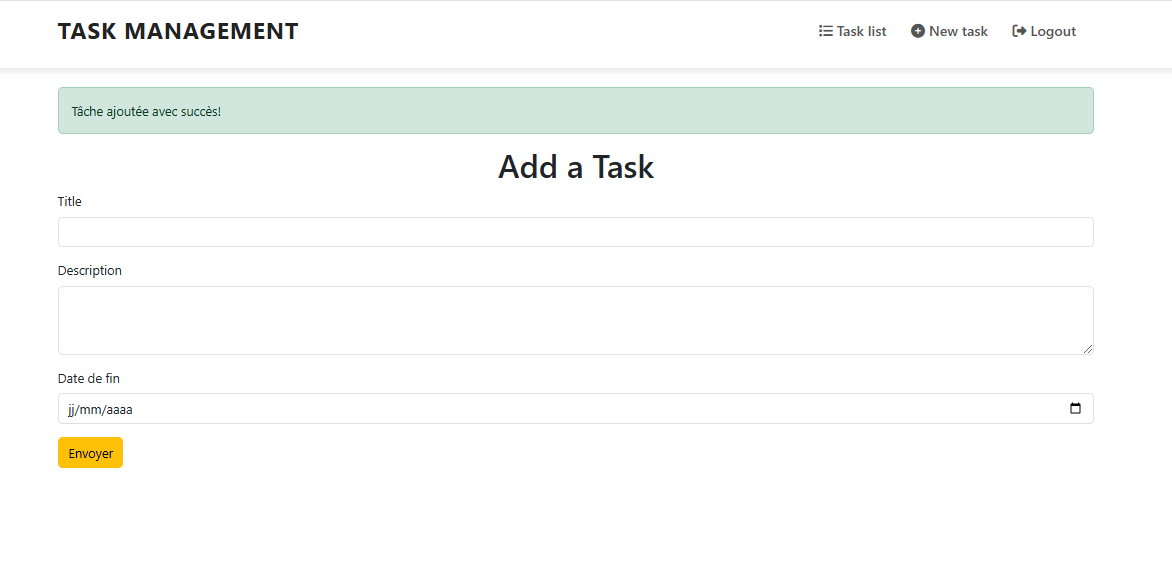 TASK MANAGEMENT
Task list New task Logout
Tâche ajoutée avec succès!
Add a Task
Title
Description
Date de fin
jj/mm/aaaa
Envoyer